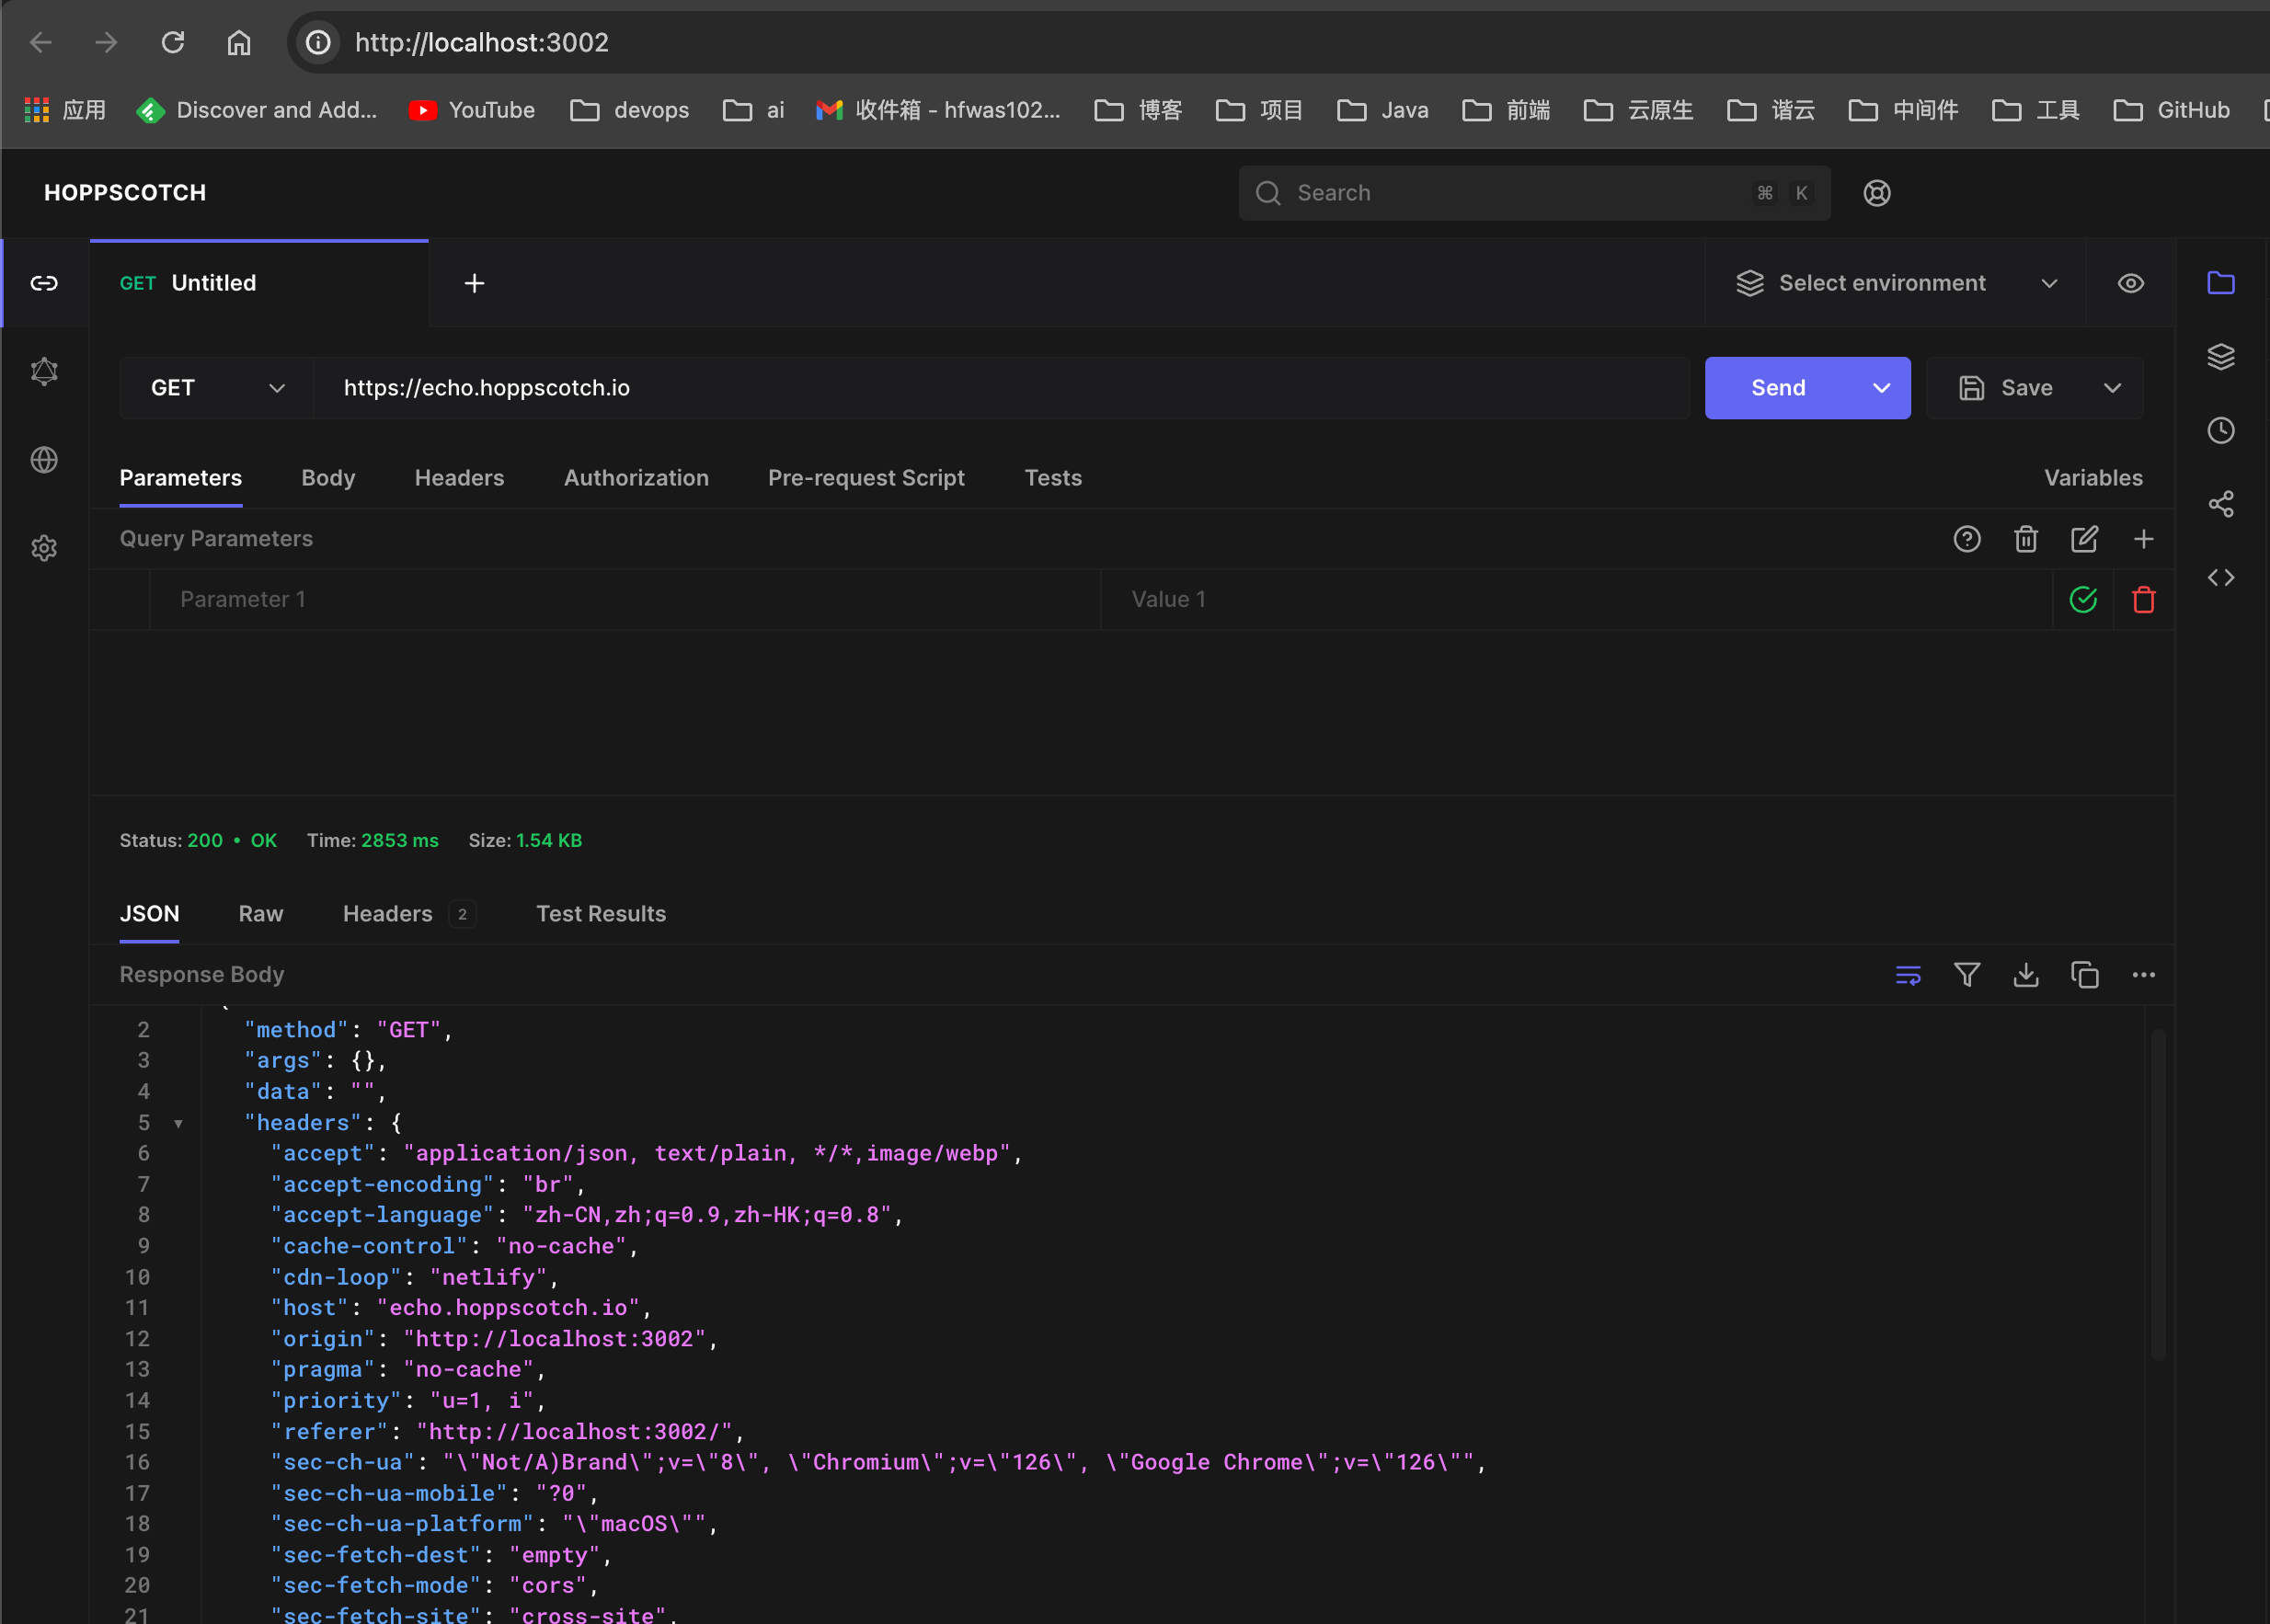 http://localhost:3002
应用 Discover and Add... YouTube devops ai 收件箱 - hfwas102... 博客 项目 Java 前端 云原生 谐云 中间件 工具 GitHub
HOPPSCOTCH Search ⌘ K
GET Untitled Select environment
GET https://echo.hoppscotch.io Send Save
Parameters Body Headers Authorization Pre-request Script Tests Variables
Query Parameters
Parameter 1 Value 1
Status: 200 • OK Time: 2853 ms Size: 1.54 KB
JSON Raw Headers 2 Test Results
Response Body
2 "method": "GET",
3 "args": {},
4 "data": "",
5 "headers": {
6 "accept": "application/json, text/plain, */*,image/webp",
7 "accept-encoding": "br",
8 "accept-language": "zh-CN,zh;q=0.9,zh-HK;q=0.8",
9 "cache-control": "no-cache",
10 "cdn-loop": "netlify",
11 "host": "echo.hoppscotch.io",
12 "origin": "http://localhost:3002",
13 "pragma": "no-cache",
14 "priority": "u=1, i",
15 "referer": "http://localhost:3002/",
16 "sec-ch-ua": "\"Not/A)Brand\";v=\"8\", \"Chromium\";v=\"126\", \"Google Chrome\";v=\"126\"",
17 "sec-ch-ua-mobile": "?0",
18 "sec-ch-ua-platform": "\"macOS\"",
19 "sec-fetch-dest": "empty",
20 "sec-fetch-mode": "cors",
21 "sec-fetch-site": "cross-site",